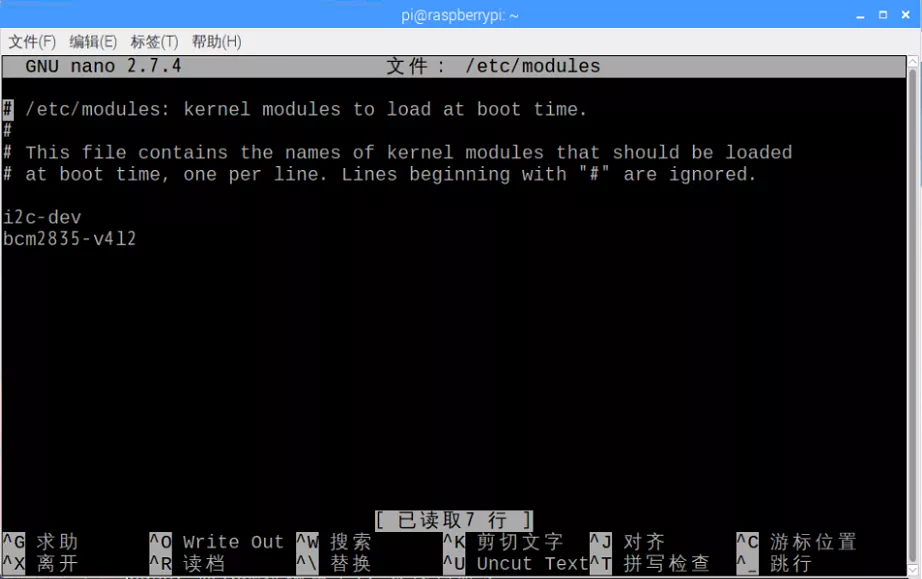 pi@raspberrypi: ~
文件(F) 编辑(E) 标签(T) 帮助(H)
GNU nano 2.7.4 文件： /etc/modules
# /etc/modules: kernel modules to load at boot time.
#
# This file contains the names of kernel modules that should be loaded
# at boot time, one per line. Lines beginning with "#" are ignored.
i2c-dev
bcm2835-v4l2
[ 已读取7 行 ]
^G 求助 ^O Write Out ^W 搜索 ^K 剪切文字 ^J 对齐 ^C 游标位置
^X 离开 ^R 读档 ^\ 替换 ^U Uncut Text ^T 拼写检查 ^_ 跳行